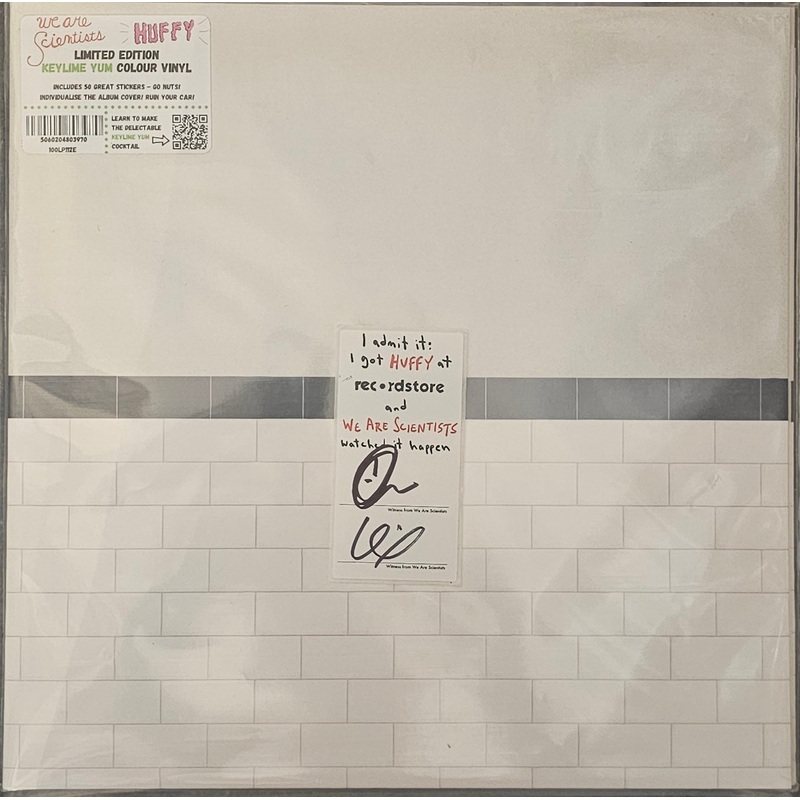 We are
Scientists
HUFFY
LIMITED EDITION
KEYLIME YUM COLOUR VINYL
INCLUDES 50 GREAT STICKERS – GO NUTS!
INDIVIDUALISE THE ALBUM COVER! RUIN YOUR CAR!
LEARN TO MAKE
THE DELECTABLE
KEYLIME YUM
COCKTAIL
5060204803970
100LP112E
I admit it:
I got HUFFY at
recordstore
and
WE ARE SCIENTISTS
watched it happen
Witness from We Are Scientists
Witness from We Are Scientists